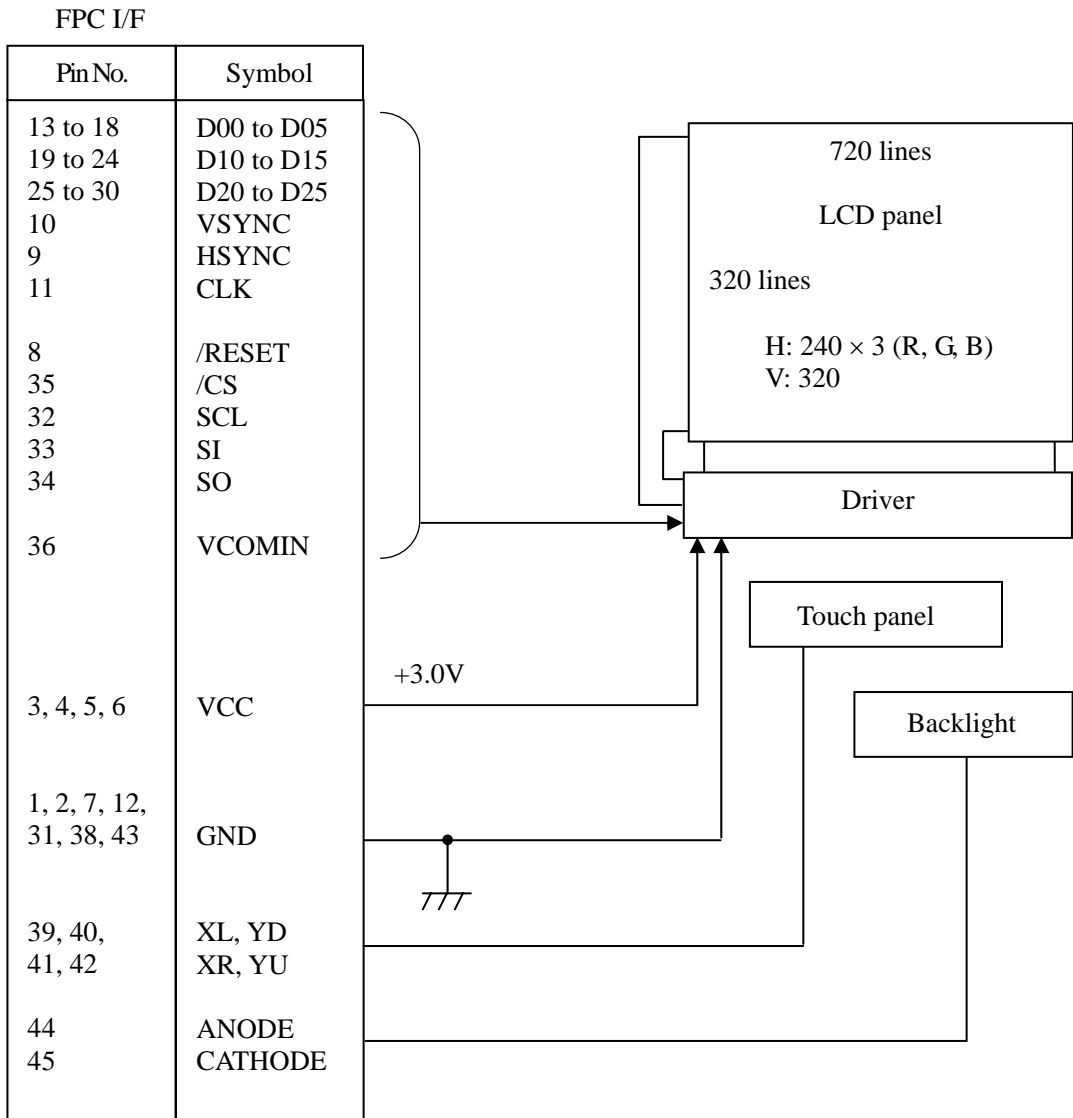 FPC I/F
Pin No. Symbol
13 to 18 D00 to D05
19 to 24 D10 to D15
25 to 30 D20 to D25
10 VSYNC
9 HSYNC
11 CLK
8 /RESET
35 /CS
32 SCL
33 SI
34 SO
36 VCOMIN
3, 4, 5, 6 VCC
1, 2, 7, 12,
31, 38, 43 GND
39, 40, XL, YD
41, 42 XR, YU
44 ANODE
45 CATHODE
+3.0V
720 lines
LCD panel
320 lines
H: 240 × 3 (R, G, B)
V: 320
Driver
Touch panel
Backlight